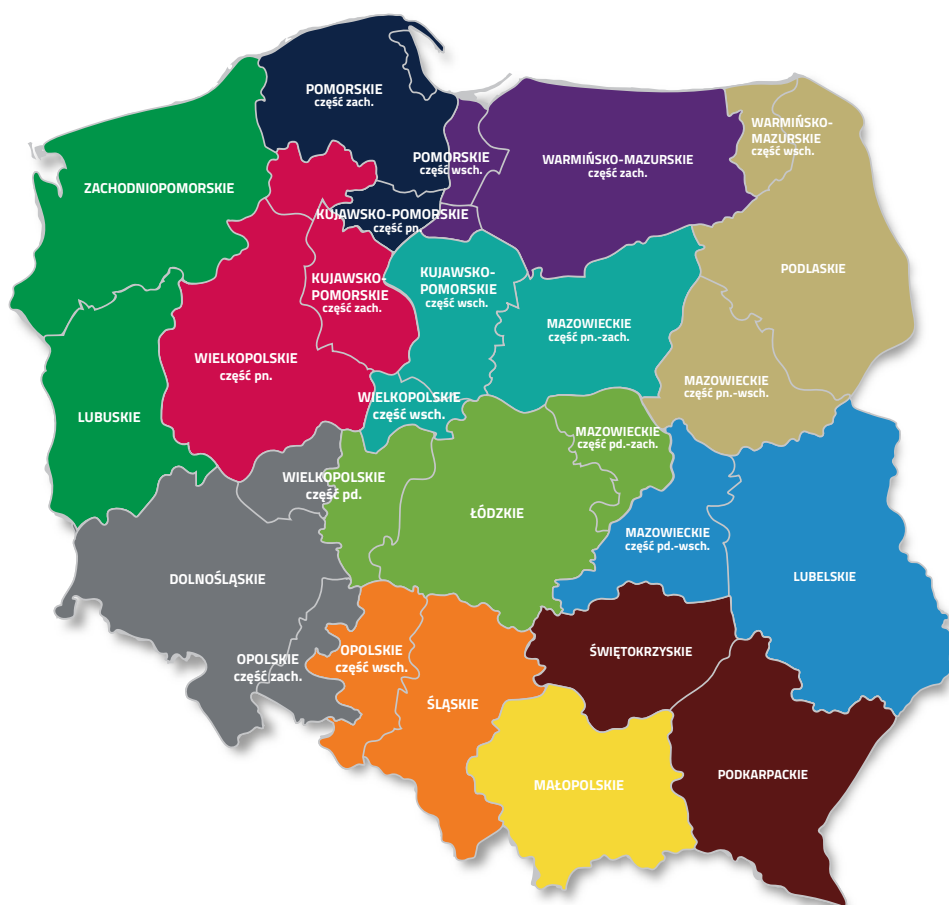 POMORSKIE
część zach.
WARMIŃSKO-
MAZURSKIE
część wsch.
POMORSKIE
część wsch.
WARMIŃSKO-MAZURSKIE
część zach.
ZACHODNIOPOMORSKIE
KUJAWSKO-POMORSKIE
część pn.
KUJAWSKO-
POMORSKIE
część zach.
KUJAWSKO-
POMORSKIE
część wsch.
PODLASKIE
MAZOWIECKIE
część pn.-zach.
WIELKOPOLSKIE
część pn.
MAZOWIECKIE
część pn.-wsch.
WIELKOPOLSKIE
część wsch.
LUBUSKIE
MAZOWIECKIE
część pd.-zach.
WIELKOPOLSKIE
część pd.
ŁÓDZKIE
MAZOWIECKIE
część pd.-wsch.
DOLNOŚLĄSKIE
LUBELSKIE
OPOLSKIE
część zach.
OPOLSKIE
część wsch.
ŚWIĘTOKRZYSKIE
ŚLĄSKIE
MAŁOPOLSKIE
PODKARPACKIE